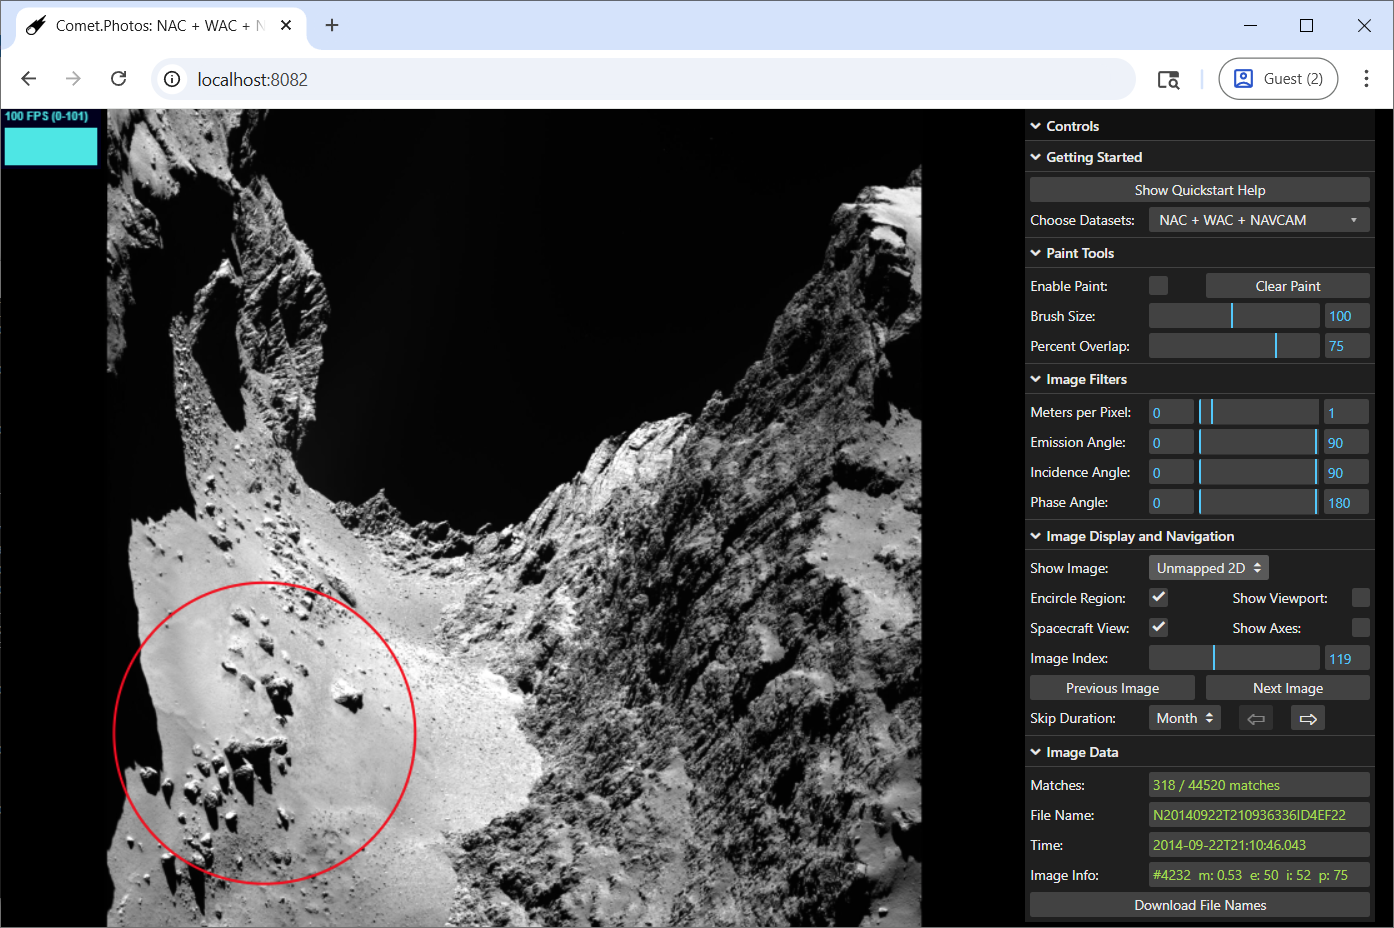 Comet.Photos: NAC + WAC + N
localhost:8082
Guest (2)
100 FPS (0-101)
Controls
Getting Started
Show Quickstart Help
Choose Datasets: NAC + WAC + NAVCAM
Paint Tools
Enable Paint: Clear Paint
Brush Size: 100
Percent Overlap: 75
Image Filters
Meters per Pixel: 0 1
Emission Angle: 0 90
Incidence Angle: 0 90
Phase Angle: 0 180
Image Display and Navigation
Show Image: Unmapped 2D
Encircle Region: Show Viewport:
Spacecraft View: Show Axes:
Image Index: 119
Previous Image Next Image
Skip Duration: Month
Image Data
Matches: 318 / 44520 matches
File Name: N20140922T210936336ID4EF22
Time: 2014-09-22T21:10:46.043
Image Info: #4232 m: 0.53 e: 50 i: 52 p: 75
Download File Names